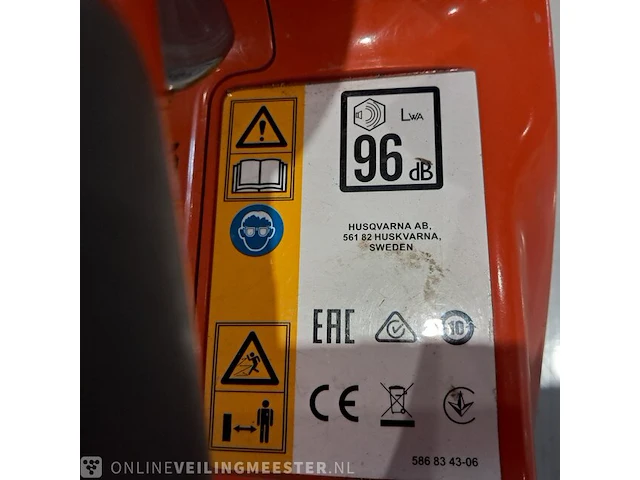 LWA
96 dB
HUSQVARNA AB,
561 82 HUSKVARNA,
SWEDEN
EAC
10
CE
586 83 43-06
ONLINEVEILINGMEESTER.NL